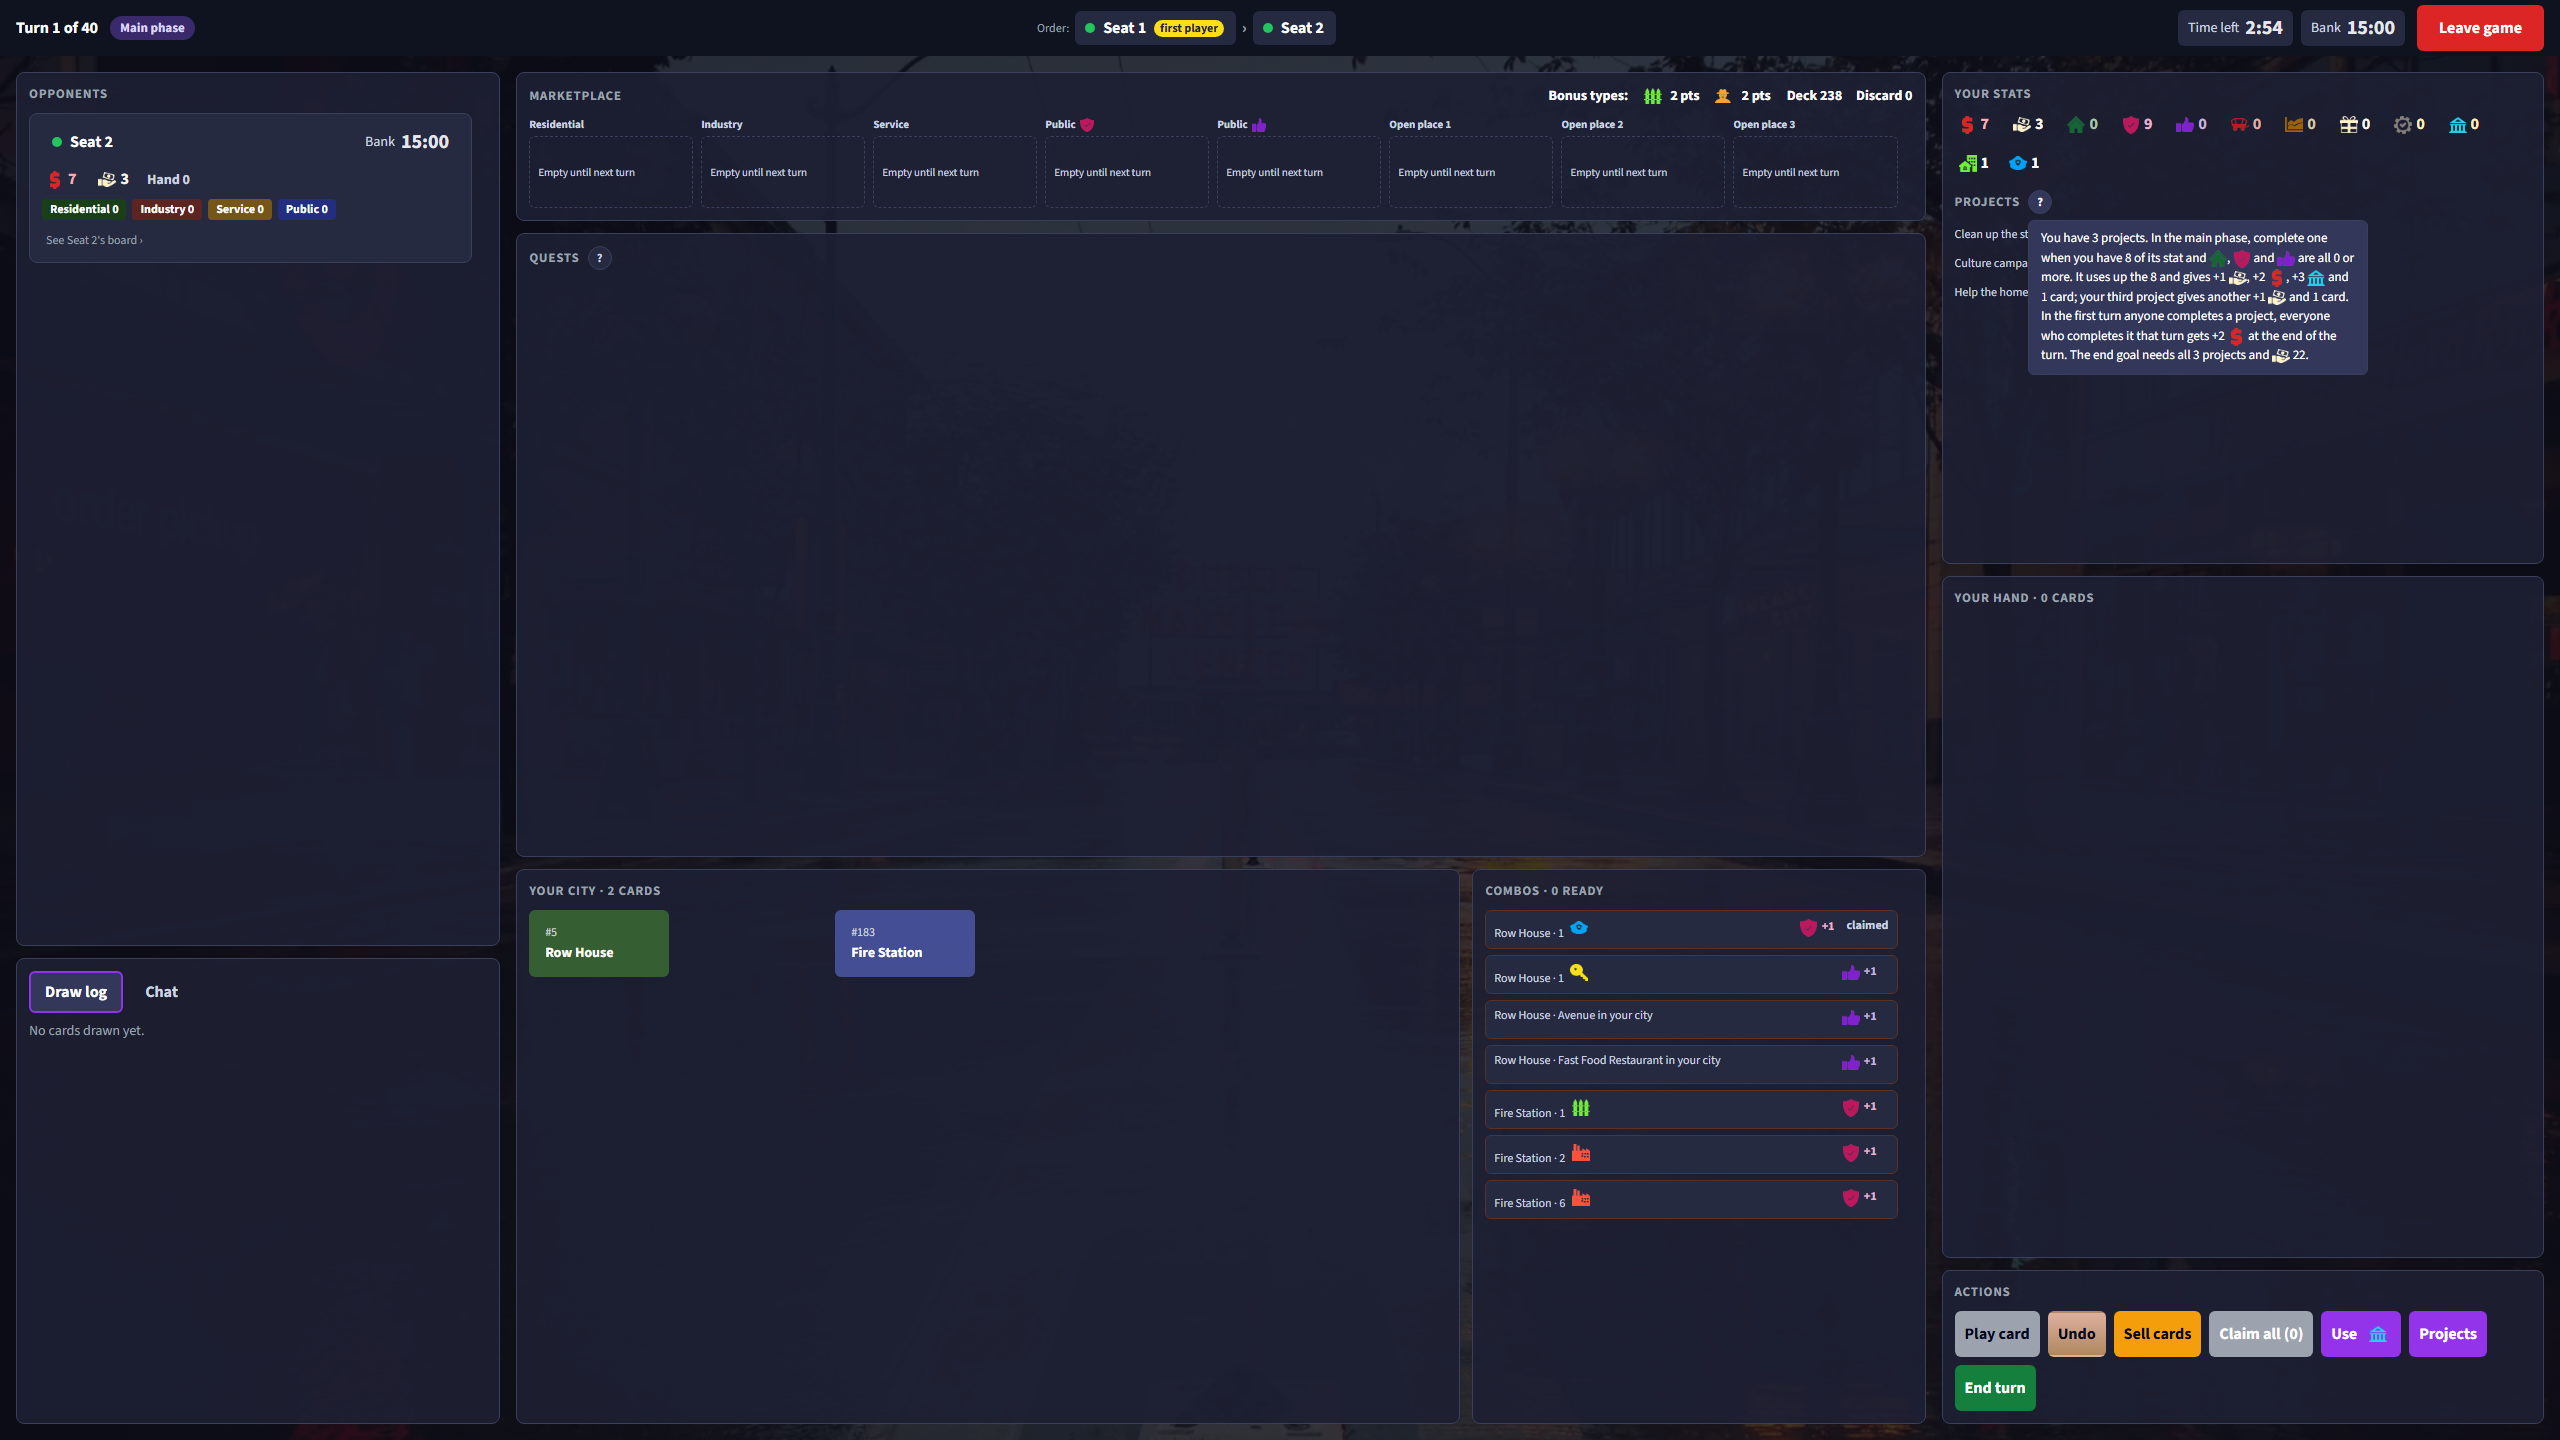 Turn 1 of 40
Main phase
Order:
Seat 1
first player
›
Seat 2
Time left 2:54
Bank 15:00
Leave game
OPPONENTS
Seat 2
Bank 15:00
7
3
Hand 0
Residential 0
Industry 0
Service 0
Public 0
See Seat 2's board ›
Draw log
Chat
No cards drawn yet.
MARKETPLACE
Bonus types:
2 pts
2 pts
Deck 238
Discard 0
Residential
Industry
Service
Public
Public
Open place 1
Open place 2
Open place 3
Empty until next turn
Empty until next turn
Empty until next turn
Empty until next turn
Empty until next turn
Empty until next turn
Empty until next turn
Empty until next turn
QUESTS ?
YOUR CITY · 2 CARDS
#5
Row House
#183
Fire Station
COMBOS · 0 READY
Row House · 1
+1 claimed
Row House · 1
+1
Row House · Avenue in your city
+1
Row House · Fast Food Restaurant in your city
+1
Fire Station · 1
+1
Fire Station · 2
+1
Fire Station · 6
+1
YOUR STATS
7 3 0 9 0 0 0 0 0 0
1 1
PROJECTS ?
Clean up the st
Culture campa
Help the home
You have 3 projects. In the main phase, complete one
when you have 8 of its stat and , and are all 0 or
more. It uses up the 8 and gives +1 , +2 , +3 and
1 card; your third project gives another +1 and 1 card.
In the first turn anyone completes a project, everyone
who completes it that turn gets +2 at the end of the
turn. The end goal needs all 3 projects and 22.
YOUR HAND · 0 CARDS
ACTIONS
Play card
Undo
Sell cards
Claim all (0)
Use
Projects
End turn